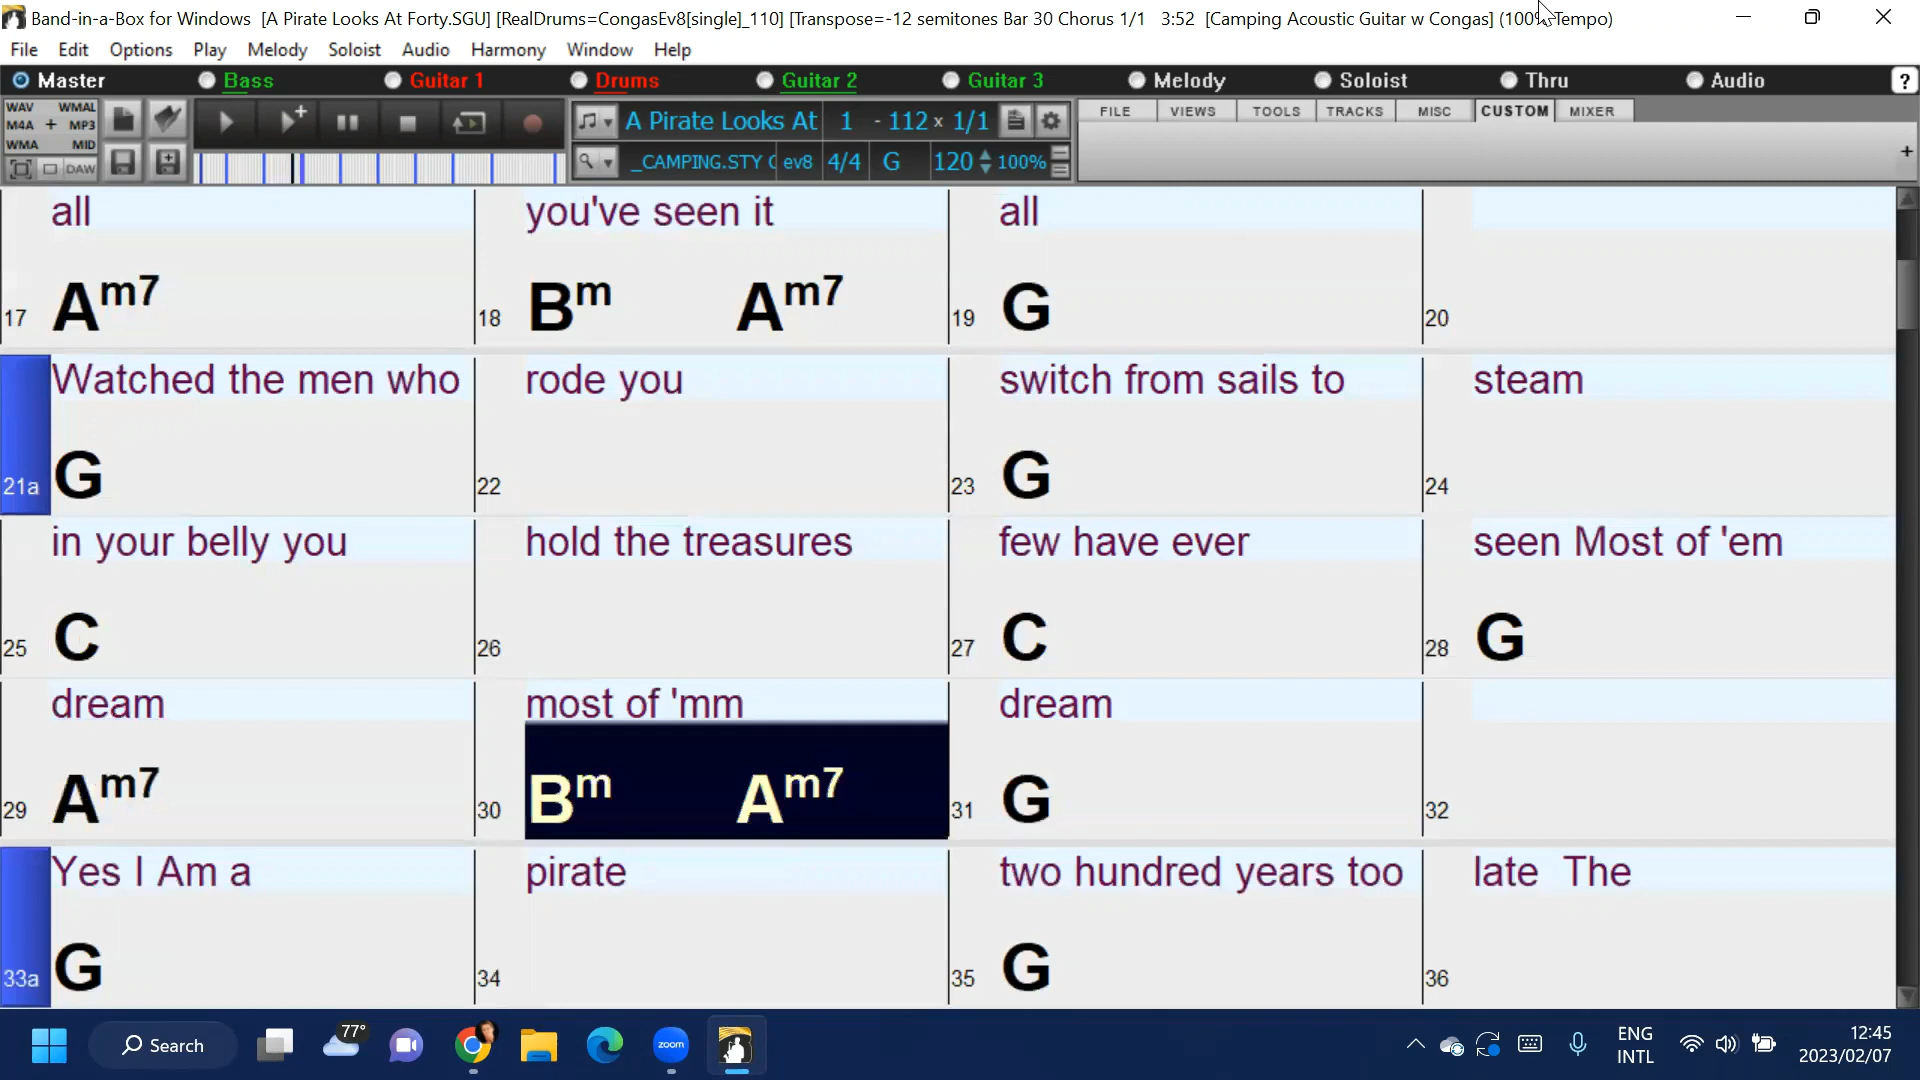 Band-in-a-Box for Windows [A Pirate Looks At Forty.SGU] [RealDrums=CongasEv8[single]_110] [Transpose=-12 semitones Bar 30 Chorus 1/1 3:52 [Camping Acoustic Guitar w Congas] (100% Tempo)
File Edit Options Play Melody Soloist Audio Harmony Window Help
Master Bass Guitar 1 Drums Guitar 2 Guitar 3 Melody Soloist Thru Audio ?
WAV WMAL
M4A + MP3
WMA MID
DAW
A Pirate Looks At 1 - 112 x 1/1
_CAMPING.STY ev8 4/4 G 120 100%
FILE VIEWS TOOLS TRACKS MISC CUSTOM MIXER
+
all you've seen it all
17 Am7 18 Bm Am7 19 G 20
Watched the men who rode you switch from sails to steam
21a G 22 23 G 24
in your belly you hold the treasures few have ever seen Most of 'em
25 C 26 27 C 28 G
dream most of 'mm dream
29 Am7 30 Bm Am7 31 G 32
Yes I Am a pirate two hundred years too late The
33a G 34 35 G 36
Search 77° zoom ENG 12:45
INTL 2023/02/07